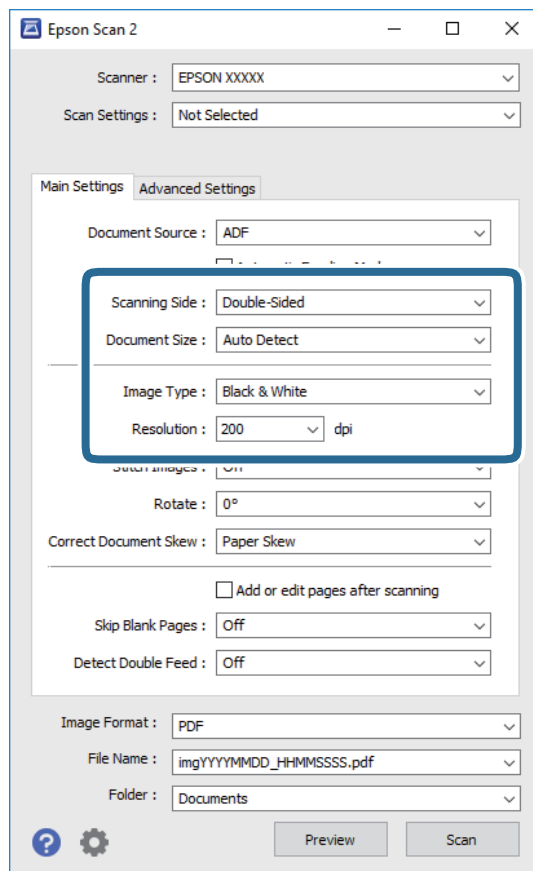 Epson Scan 2
Scanner : EPSON XXXXX
Scan Settings : Not Selected
Main Settings Advanced Settings
Document Source : ADF
Scanning Side : Double-Sided
Document Size : Auto Detect
Image Type : Black & White
Resolution : 200 dpi
Stitch Images : Off
Rotate : 0°
Correct Document Skew : Paper Skew
Add or edit pages after scanning
Skip Blank Pages : Off
Detect Double Feed : Off
Image Format : PDF
File Name : imgYYYYMMDD_HHMMSSSS.pdf
Folder : Documents
? Preview Scan